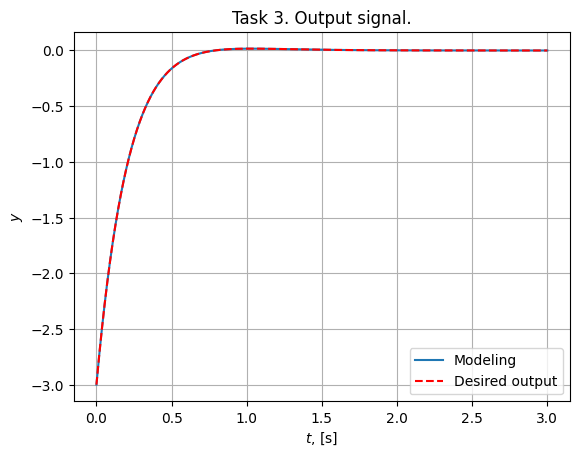 Task 3. Output signal.
0.0
−0.5
−1.0
−1.5
−2.0
−2.5
−3.0
y
0.0 0.5 1.0 1.5 2.0 2.5 3.0
t, [s]
Modeling
Desired output